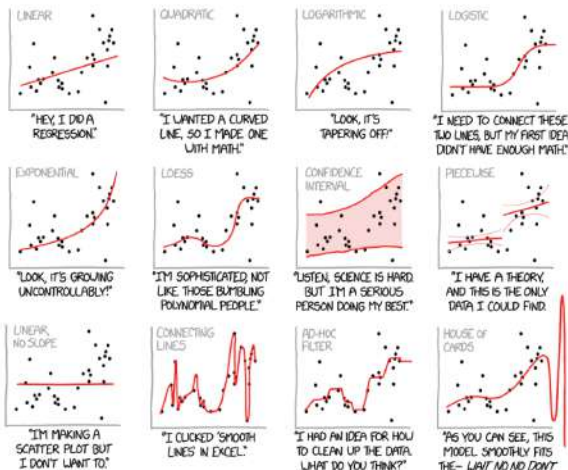 LINEAR
"HEY, I DID A
REGRESSION."
QUADRATIC
"I WANTED A CURVED
LINE, SO I MADE ONE
WITH MATH."
LOGARITHMIC
"LOOK, IT'S
TAPERING OFF!"
LOGISTIC
"I NEED TO CONNECT THESE
TWO LINES, BUT MY FIRST IDEA
DIDN'T HAVE ENOUGH MATH."
EXPONENTIAL
"LOOK, IT'S GROWING
UNCONTROLLABLY!"
LOESS
"I'M SOPHISTICATED, NOT
LIKE THOSE BUMBLING
POLYNOMIAL PEOPLE."
CONFIDENCE
INTERVAL
"LISTEN, SCIENCE IS HARD.
BUT I'M A SERIOUS
PERSON DOING MY BEST."
PIECEWISE
"I HAVE A THEORY,
AND THIS IS THE ONLY
DATA I COULD FIND.
LINEAR,
NO SLOPE
"I'M MAKING A
SCATTER PLOT BUT
I DON'T WANT TO."
CONNECTING
LINES
"I CLICKED 'SMOOTH
LINES' IN EXCEL."
AD-HOC
FILTER
"I HAD AN IDEA FOR HOW
TO CLEAN UP THE DATA.
WHAT DO YOU THINK?"
HOUSE OF
CARDS
"AS YOU CAN SEE, THIS
MODEL SMOOTHLY FITS
THE- WAIT NO NO DON'T